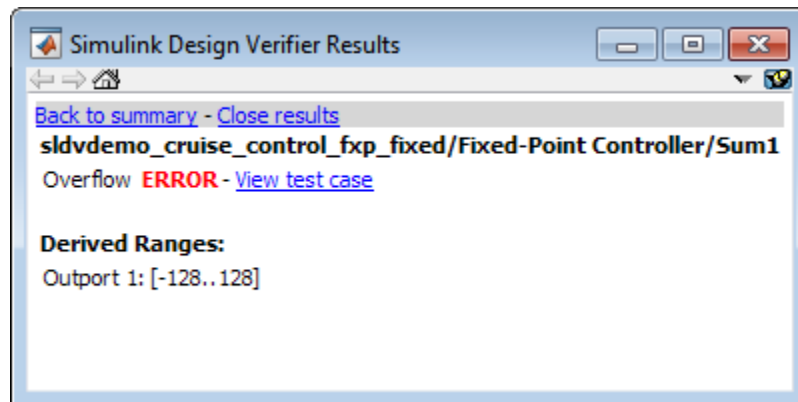 Simulink Design Verifier Results
Back to summary - Close results
sldvdemo_cruise_control_fxp_fixed/Fixed-Point Controller/Sum1
Overflow ERROR - View test case
Derived Ranges:
Outport 1: [-128..128]